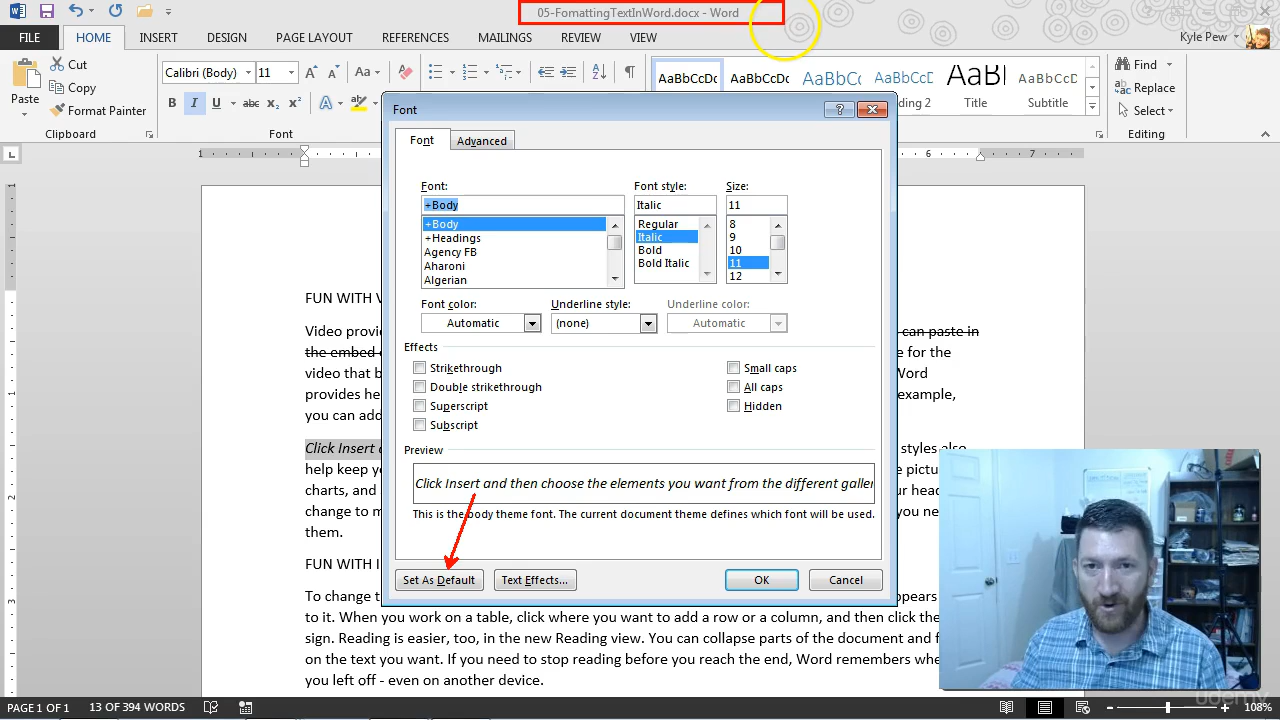 05-FomattingTextInWord.docx - Word
FILE HOME INSERT DESIGN PAGE LAYOUT REFERENCES MAILINGS REVIEW VIEW Kyle Pew
Paste Cut Copy Format Painter
Calibri (Body) 11
B I U abc X₂ X² A ab A
AaBbCcDc AaBbCcDc AaBbCc AaBbCcC AaBl AaBbCcD
ng 2 Title Subtitle
Find Replace Select
Clipboard Font Editing
1 6 7
Font
Font Advanced
Font: Font style: Size:
+Body Italic 11
+Body Regular 8
+Headings Italic 9
Agency FB Bold 10
Aharoni Bold Italic 11
Algerian 12
Font color: Underline style: Underline color:
Automatic (none) Automatic
Effects
Strikethrough Small caps
Double strikethrough All caps
Superscript Hidden
Subscript
Preview
Click Insert and then choose the elements you want from the different galler
This is the body theme font. The current document theme defines which font will be used.
Set As Default Text Effects... OK Cancel
FUN WITH V
Video provi can paste in
the embed e for the
video that b Word
provides he example,
you can add
Click Insert styles also
help keep yo e pictur
charts, and ur head
change to m you need
them.
FUN WITH I
To change t appears
to it. When you work on a table, click where you want to add a row or a column, and then click the
sign. Reading is easier, too, in the new Reading view. You can collapse parts of the document and f
on the text you want. If you need to stop reading before you reach the end, Word remembers whe
you left off - even on another device.
udemy
PAGE 1 OF 1 13 OF 394 WORDS 108%